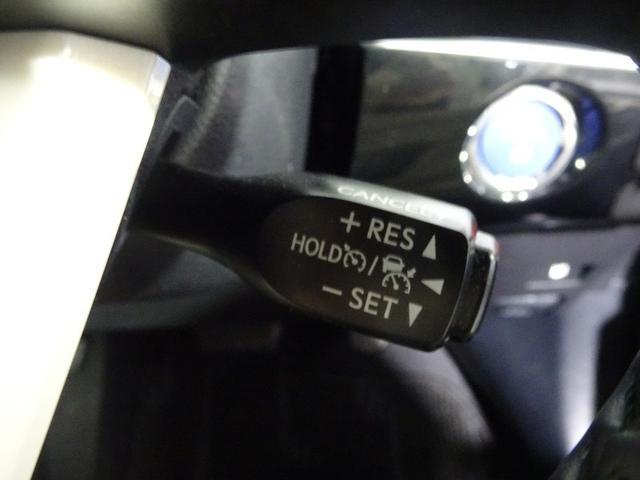 CANCEL
+ RES ▲
HOLD / ◀
− SET ▼